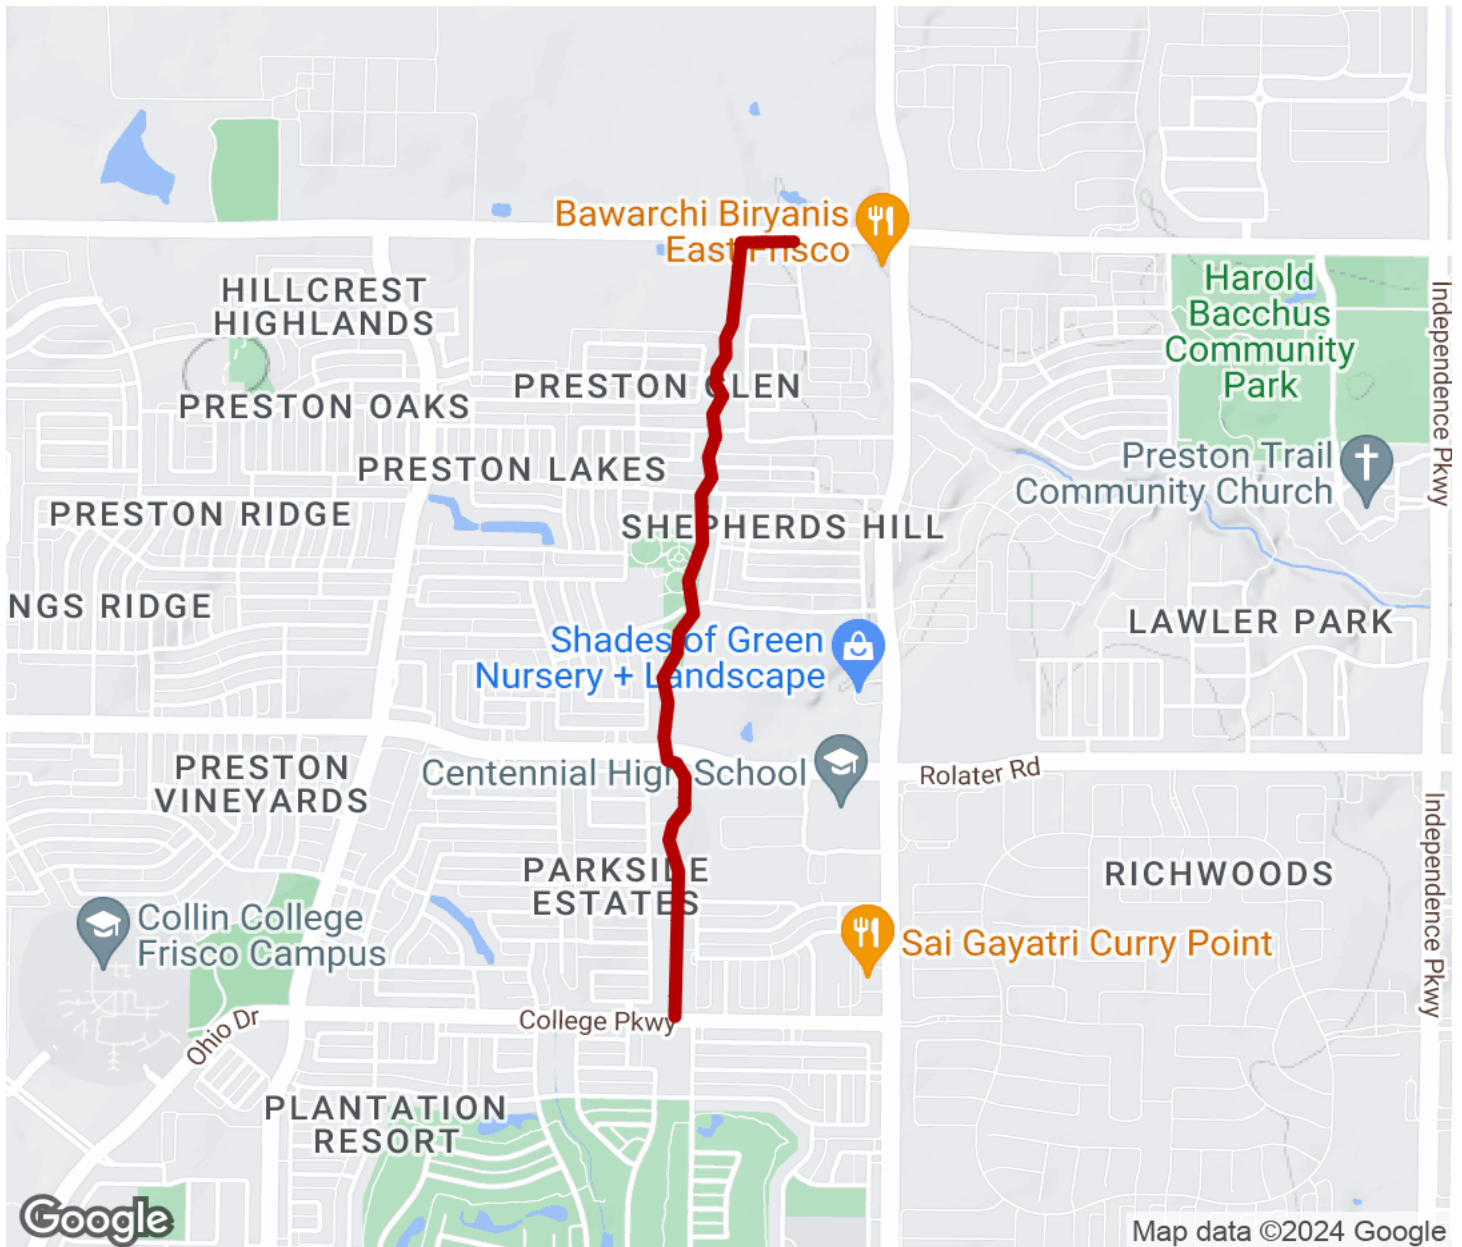 Bawarchi Biryanis
East Frisco
HILLCREST
HIGHLANDS
Harold
Bacchus
Community
Park
Independence Pkwy
PRESTON GLEN
PRESTON OAKS
PRESTON LAKES
Preston Trail
Community Church
PRESTON RIDGE
SHEPHERDS HILL
NGS RIDGE
LAWLER PARK
Shades of Green
Nursery + Landscape
PRESTON
VINEYARDS
Centennial High School
Rolater Rd
Independence Pkwy
PARKSIDE
ESTATES
RICHWOODS
Collin College
Frisco Campus
Sai Gayatri Curry Point
Ohio Dr
College Pkwy
PLANTATION
RESORT
Google
Map data ©2024 Google